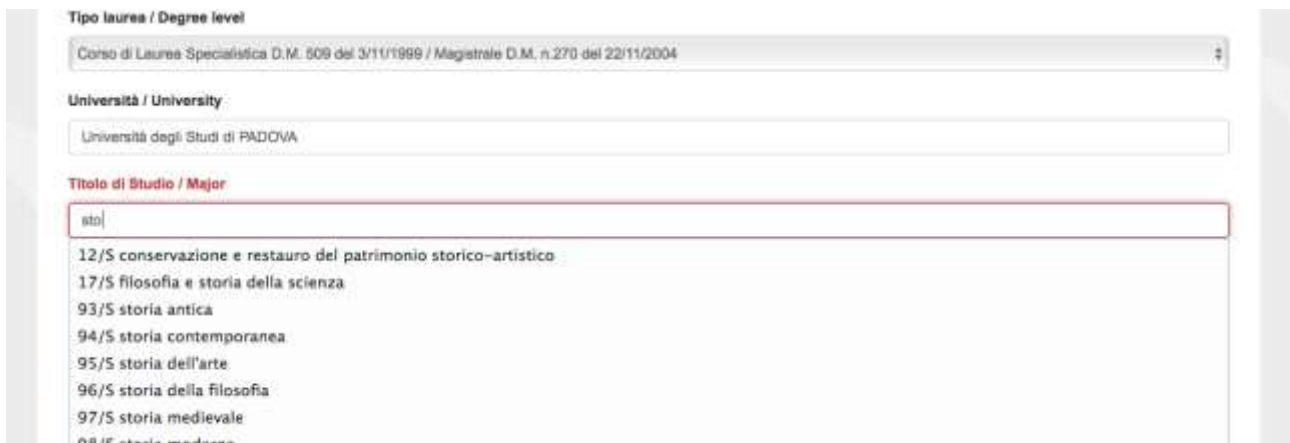 Tipo laurea / Degree level
Corso di Laurea Specialistica D.M. 509 del 3/11/1999 / Magistrale D.M. n.270 del 22/11/2004
Università / University
Università degli Studi di PADOVA
Titolo di Studio / Major
sto
12/S conservazione e restauro del patrimonio storico-artistico
17/S filosofia e storia della scienza
93/S storia antica
94/S storia contemporanea
95/S storia dell'arte
96/S storia della filosofia
97/S storia medievale
98/S storia moderna